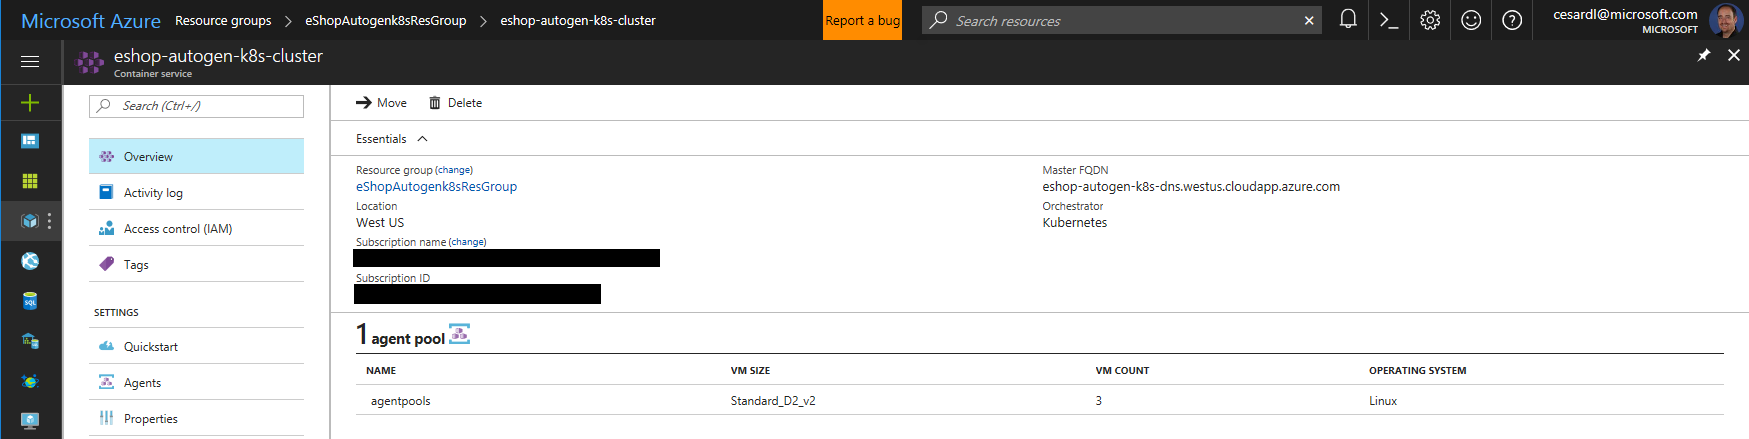 Microsoft Azure Resource groups > eShopAutogenk8sResGroup > eshop-autogen-k8s-cluster Report a bug Search resources cesardl@microsoft.com
MICROSOFT
eshop-autogen-k8s-cluster
Container service
Search (Ctrl+/)
Move Delete
Essentials
Overview
Activity log
Access control (IAM)
Tags
SETTINGS
Quickstart
Agents
Properties
Resource group (change)
eShopAutogenk8sResGroup
Location
West US
Subscription name (change)
Subscription ID
Master FQDN
eshop-autogen-k8s-dns.westus.cloudapp.azure.com
Orchestrator
Kubernetes
1 agent pool
NAME VM SIZE VM COUNT OPERATING SYSTEM
agentpools Standard_D2_v2 3 Linux